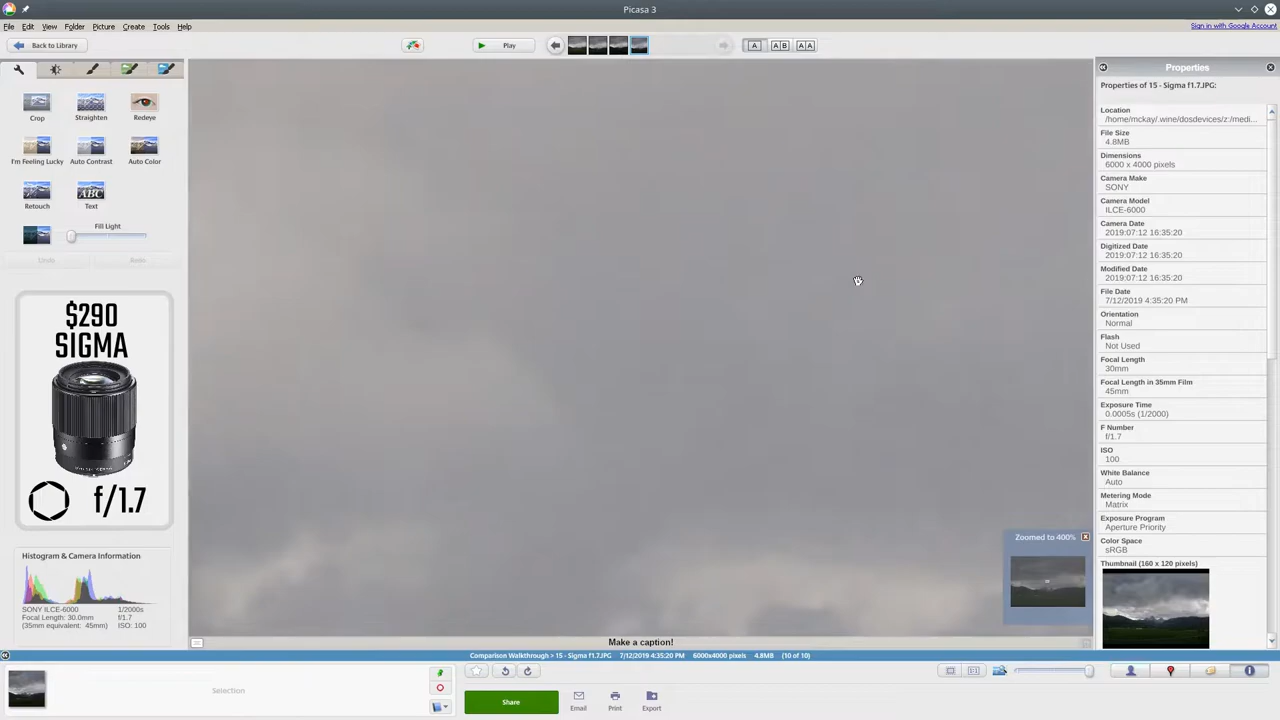 Picasa 3
File Edit View Folder Picture Create Tools Help
Sign in with Google Account
Back to Library
Play
A
A B
A A
Properties
Properties of 15 - Sigma f1.7.JPG:
Crop
Straighten
Redeye
I'm Feeling Lucky
Auto Contrast
Auto Color
Retouch
ABC
Text
Fill Light
Undo
Redo
$290
SIGMA
f/1.7
Histogram & Camera Information
SONY ILCE-6000
1/2000s
Focal Length: 30.0mm
f/1.7
(35mm equivalent: 45mm)
ISO: 100
Location
/home/mckay/.wine/dosdevices/z:/medi...
File Size
4.8MB
Dimensions
6000 x 4000 pixels
Camera Make
SONY
Camera Model
ILCE-6000
Camera Date
2019:07:12 16:35:20
Digitized Date
2019:07:12 16:35:20
Modified Date
2019:07:12 16:35:20
File Date
7/12/2019 4:35:20 PM
Orientation
Normal
Flash
Not Used
Focal Length
30mm
Focal Length in 35mm Film
45mm
Exposure Time
0.0005s (1/2000)
F Number
f/1.7
ISO
100
White Balance
Auto
Metering Mode
Matrix
Exposure Program
Aperture Priority
Color Space
sRGB
Thumbnail (160 x 120 pixels)
Zoomed to 400%
Make a caption!
Comparison Walkthrough > 15 - Sigma f1.7.JPG 7/12/2019 4:35:20 PM 6000x4000 pixels 4.8MB (10 of 10)
Selection
Share
Email
Print
Export
1:1